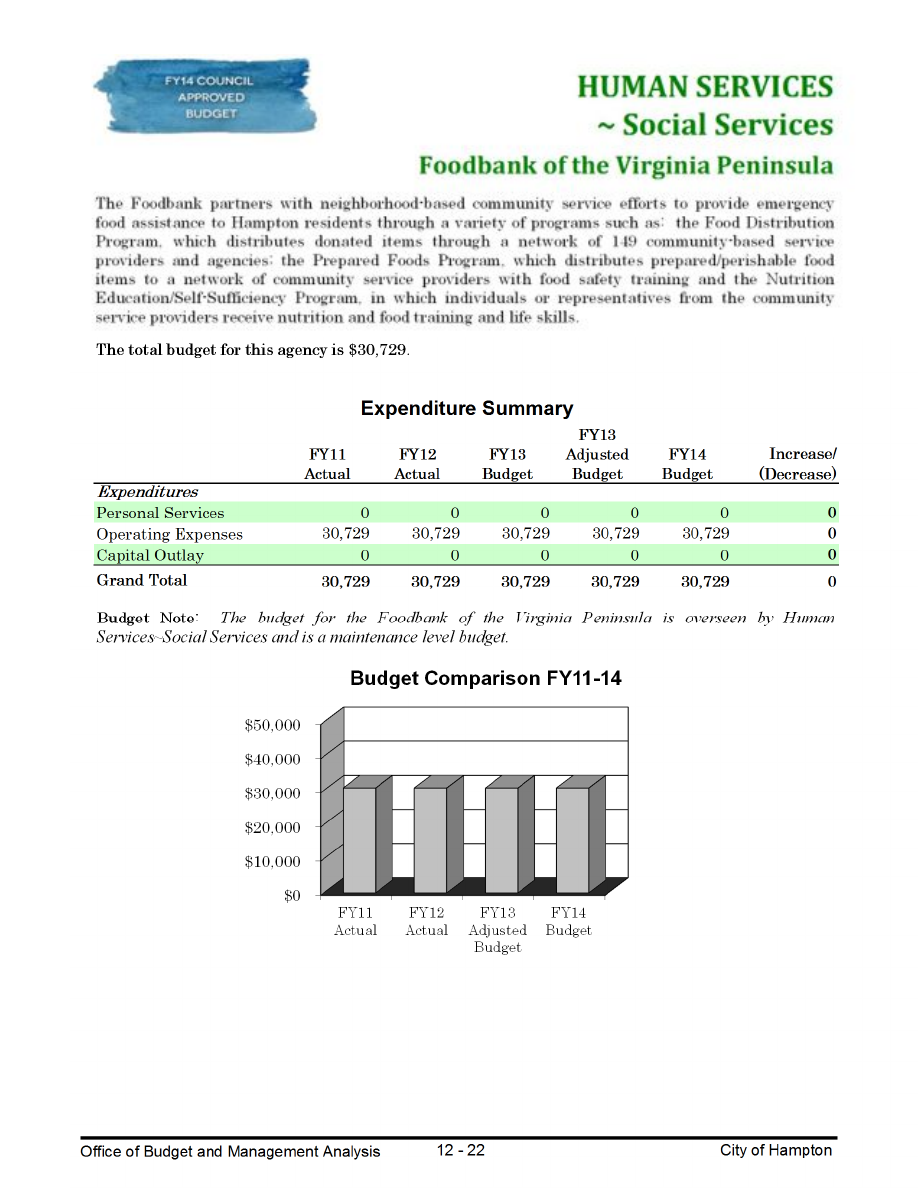 FY14 COUNCIL
APPROVED
BUDGET
HUMAN SERVICES
~ Social Services
Foodbank of the Virginia Peninsula
The Foodbank partners with neighborhood-based community service efforts to provide emergency
food assistance to Hampton residents through a variety of programs such as: the Food Distribution
Program, which distributes donated items through a network of 149 community-based service
providers and agencies; the Prepared Foods Program, which distributes prepared/perishable food
items to a network of community service providers with food safety training and the Nutrition
Education/Self-Sufficiency Program, in which individuals or representatives from the community
service providers receive nutrition and food training and life skills.
The total budget for this agency is $30,729.
Expenditure Summary
FY11 Actual FY12 Actual FY13 Budget FY13 Adjusted Budget FY14 Budget Increase/ (Decrease)
Expenditures
Personal Services 0 0 0 0 0 0
Operating Expenses 30,729 30,729 30,729 30,729 30,729 0
Capital Outlay 0 0 0 0 0 0
Grand Total 30,729 30,729 30,729 30,729 30,729 0
Budget Note: The budget for the Foodbank of the Virginia Peninsula is overseen by Human
Services~Social Services and is a maintenance level budget.
Budget Comparison FY11-14
$50,000
$40,000
$30,000
$20,000
$10,000
$0
FY11 Actual
FY12 Actual
FY13 Adjusted Budget
FY14 Budget
Office of Budget and Management Analysis 12 - 22 City of Hampton